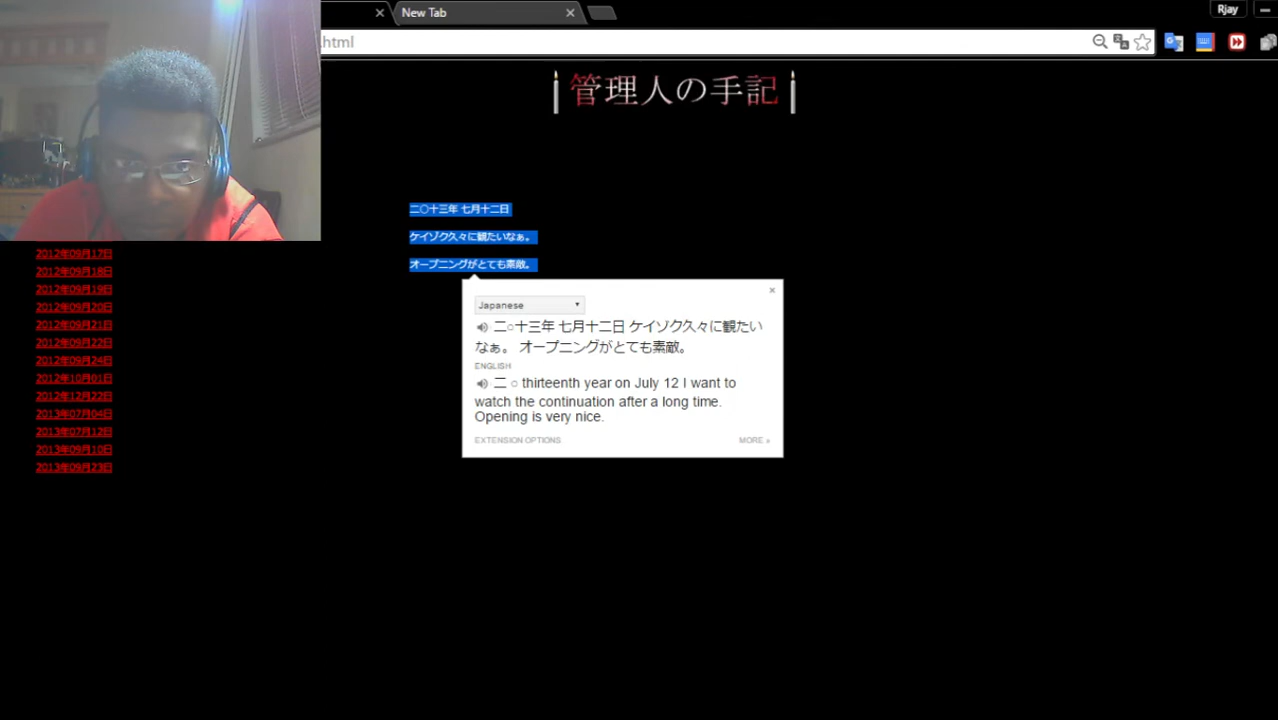 New Tab
Rjay
.html
管理人の手記
二〇十三年 七月十二日
ケイゾク久々に観たいなぁ。
オープニングがとても素敵。
2012年09月17日
2012年09月18日
2012年09月19日
2012年09月20日
2012年09月21日
2012年09月22日
2012年09月24日
2012年10月01日
2012年12月22日
2013年07月04日
2013年07月12日
2013年09月10日
2013年09月23日
Japanese
二○十三年 七月十二日 ケイゾク久々に観たい
なぁ。 オープニングがとても素敵。
ENGLISH
二 ○ thirteenth year on July 12 I want to
watch the continuation after a long time.
Opening is very nice.
EXTENSION OPTIONS
MORE »